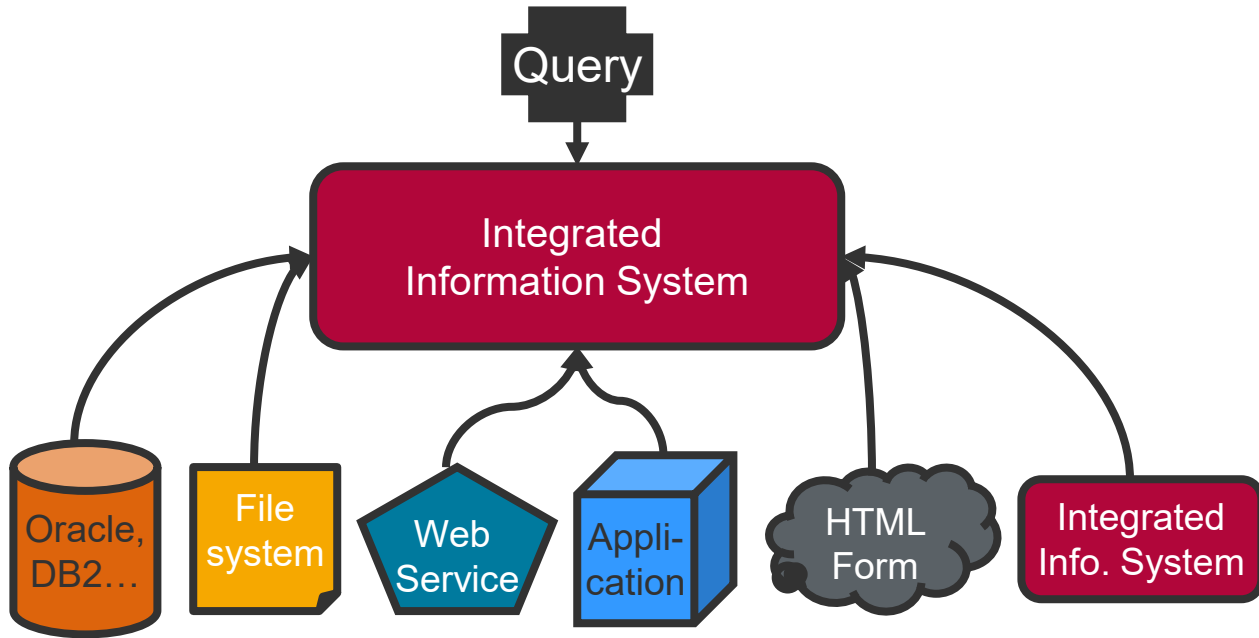 Query
Integrated
Information System
Oracle,
DB2…
File
system
Web
Service
Appli-
cation
HTML
Form
Integrated
Info. System